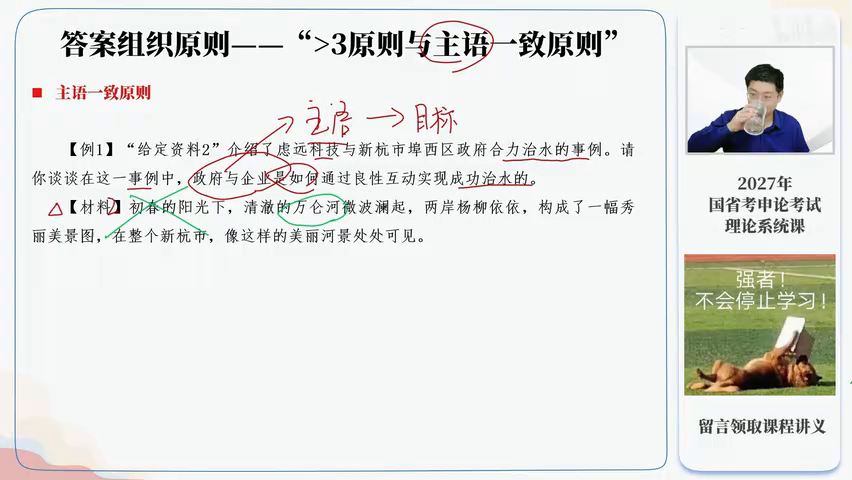 答案组织原则——“>3原则与主语一致原则”
主语一致原则
主语 → 目标
【例1】“给定资料2”介绍了虑远科技与新杭市埠西区政府合力治水的事例。请
你谈谈在这一事例中，政府与企业是如何通过良性互动实现成功治水的。
【材料】初春的阳光下，清澈的万仑河微波潾起，两岸杨柳依依，构成了一幅秀
丽美景图，在整个新杭市，像这样的美丽河景处处可见。
2027年
国省考申论考试
理论系统课
强者！
不会停止学习！
留言领取课程讲义